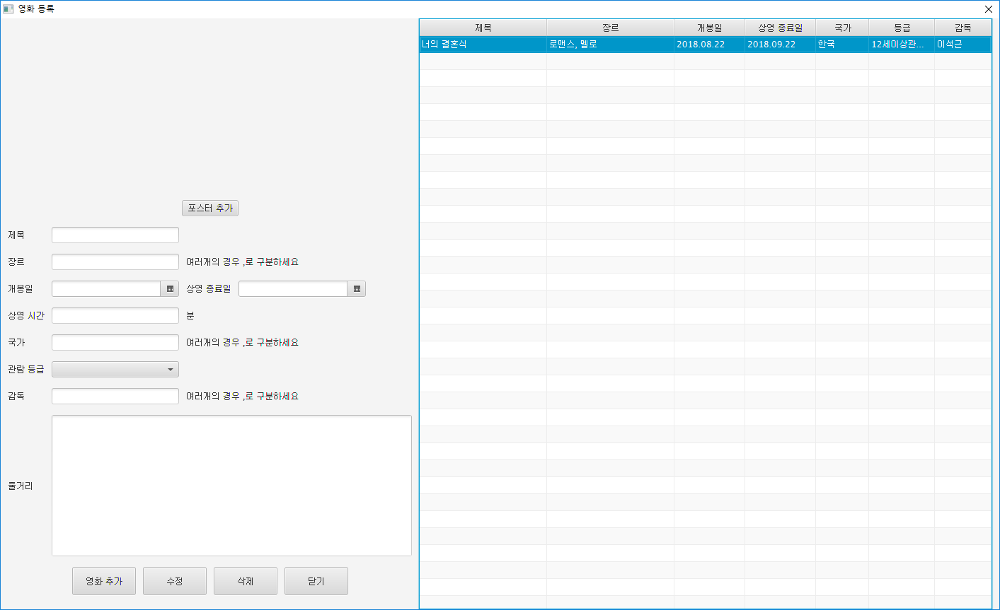 영화 등록
포스터 추가
제목
장르 여러개의 경우 ,로 구분하세요
개봉일 상영 종료일
상영 시간 분
국가 여러개의 경우 ,로 구분하세요
관람 등급
감독 여러개의 경우 ,로 구분하세요
줄거리
영화 추가 수정 삭제 닫기
제목 장르 개봉일 상영 종료일 국가 등급 감독
너의 결혼식 로맨스, 멜로 2018.08.22 2018.09.22 한국 12세이상관... 이석근